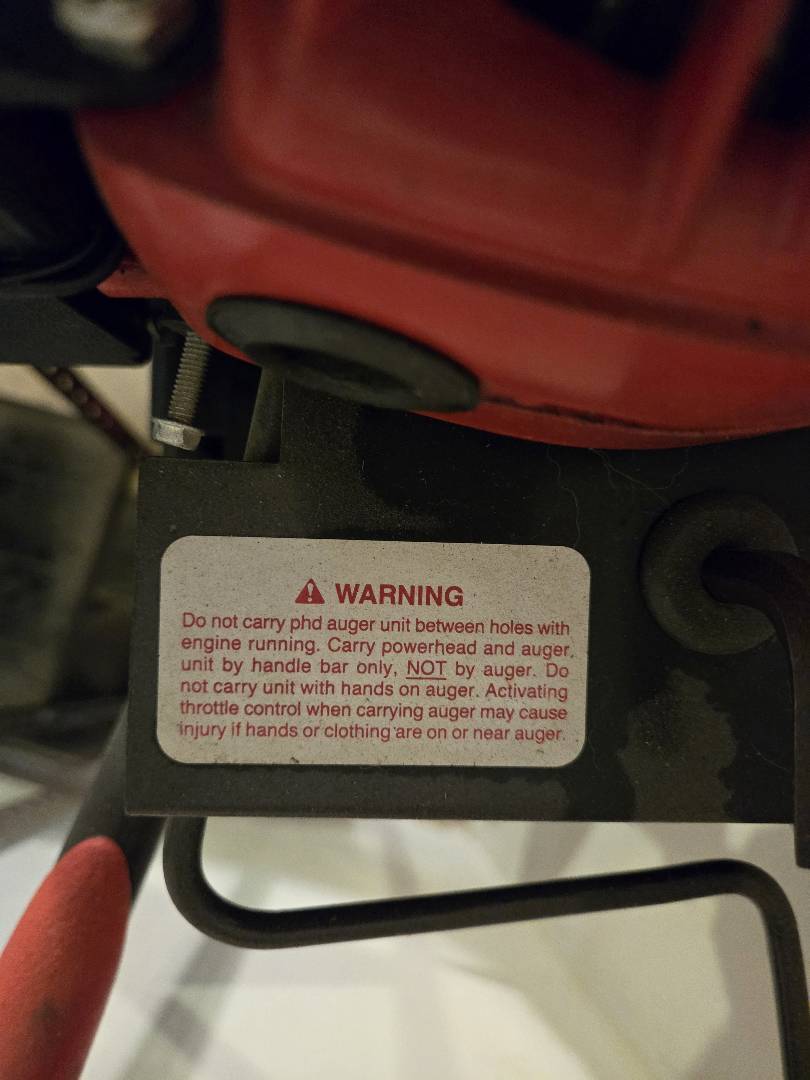 WARNING
Do not carry phd auger unit between holes with
engine running. Carry powerhead and auger
unit by handle bar only, NOT by auger. Do
not carry unit with hands on auger. Activating
throttle control when carrying auger may cause
injury if hands or clothing are on or near auger.